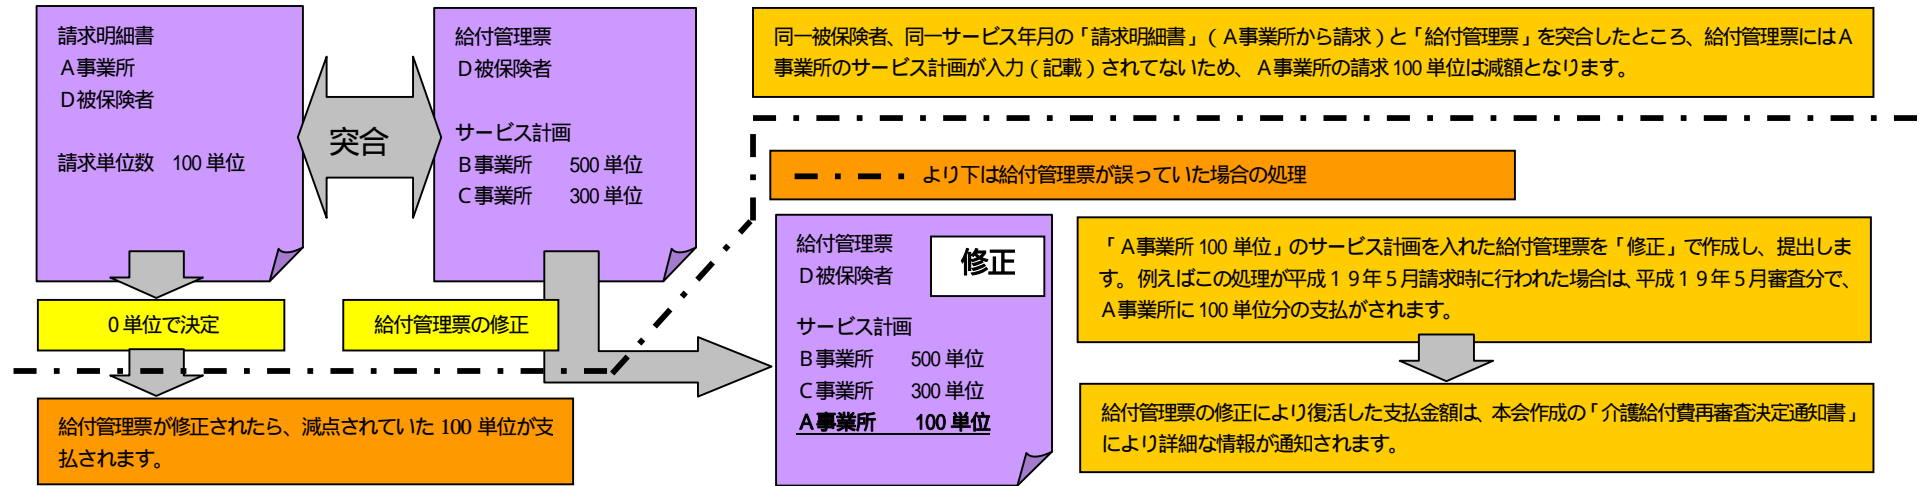 請求明細書
A事業所
D被保険者
請求単位数 100 単位
突合
給付管理票
D被保険者
サービス計画
B事業所 500 単位
C事業所 300 単位
同一被保険者、同一サービス年月の「請求明細書」(A事業所から請求)と「給付管理票」を突合したところ、給付管理票にはA
事業所のサービス計画が入力(記載)されてないため、A事業所の請求 100 単位は減額となります。
より下は給付管理票が誤っていた場合の処理
0 単位で決定
給付管理票の修正
給付管理票が修正されたら、減点されていた 100 単位が支
払されます。
給付管理票
D被保険者
修正
サービス計画
B事業所 500 単位
C事業所 300 単位
A事業所 100 単位
「A事業所 100 単位」のサービス計画を入れた給付管理票を「修正」で作成し、提出しま
す。例えばこの処理が平成19年5月請求時に行われた場合は、平成19年5月審査分で、
A事業所に 100 単位分の支払がされます。
給付管理票の修正により復活した支払金額は、本会作成の「介護給付費再審査決定通知書」
により詳細な情報が通知されます。